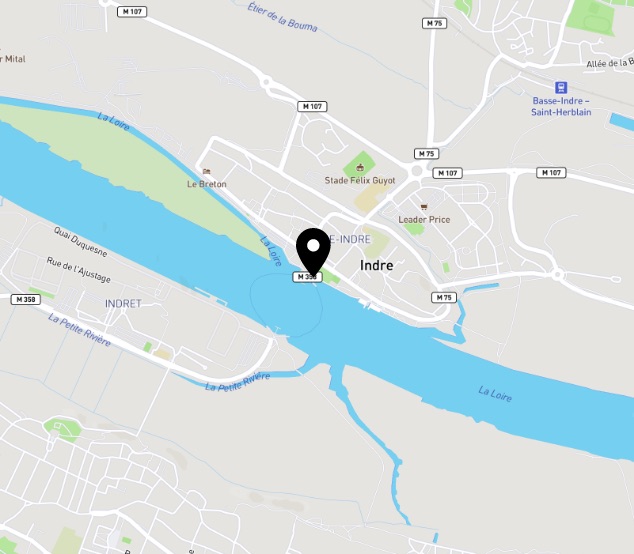 M 107
Étier de la Bouma
M 75
r Mital
Allée de la B
M 107
Basse-Indre –
Saint-Herblain
La Loire
M 75
M 107
M 107
Le Breton
Stade Félix Guyot
Leader Price
Quai Duquesne
E-INDRE
La Loire
Rue de l'Ajustage
Indre
M 358
M 75
INDRET
La Petite Rivière
La Petite Rivière
La Loire